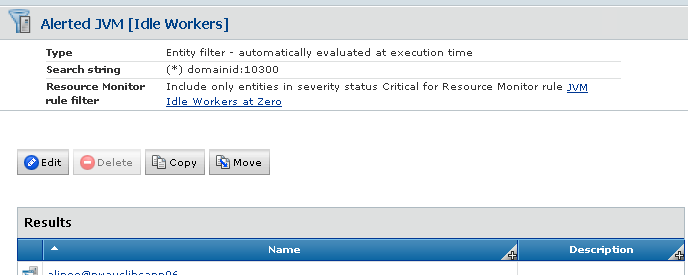 Alerted JVM [Idle Workers]
Type Entity filter - automatically evaluated at execution time
Search string (*) domainid:10300
Resource Monitor Include only entities in severity status Critical for Resource Monitor rule JVM
rule filter Idle Workers at Zero
Edit Delete Copy Move
Results
Name Description